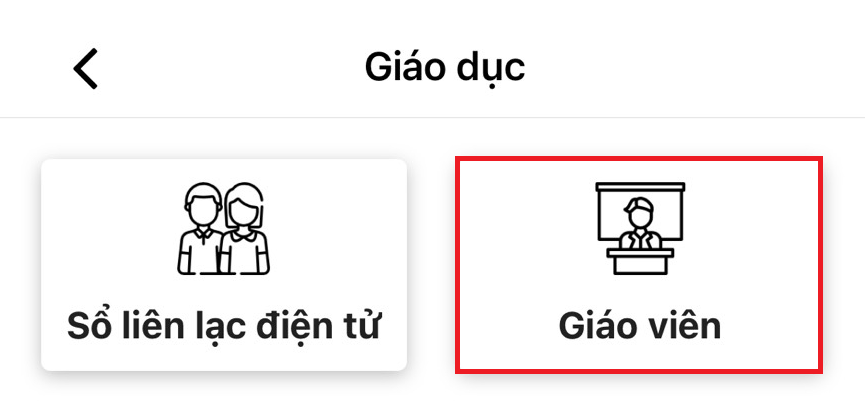 Giáo dục
Sổ liên lạc điện tử
Giáo viên